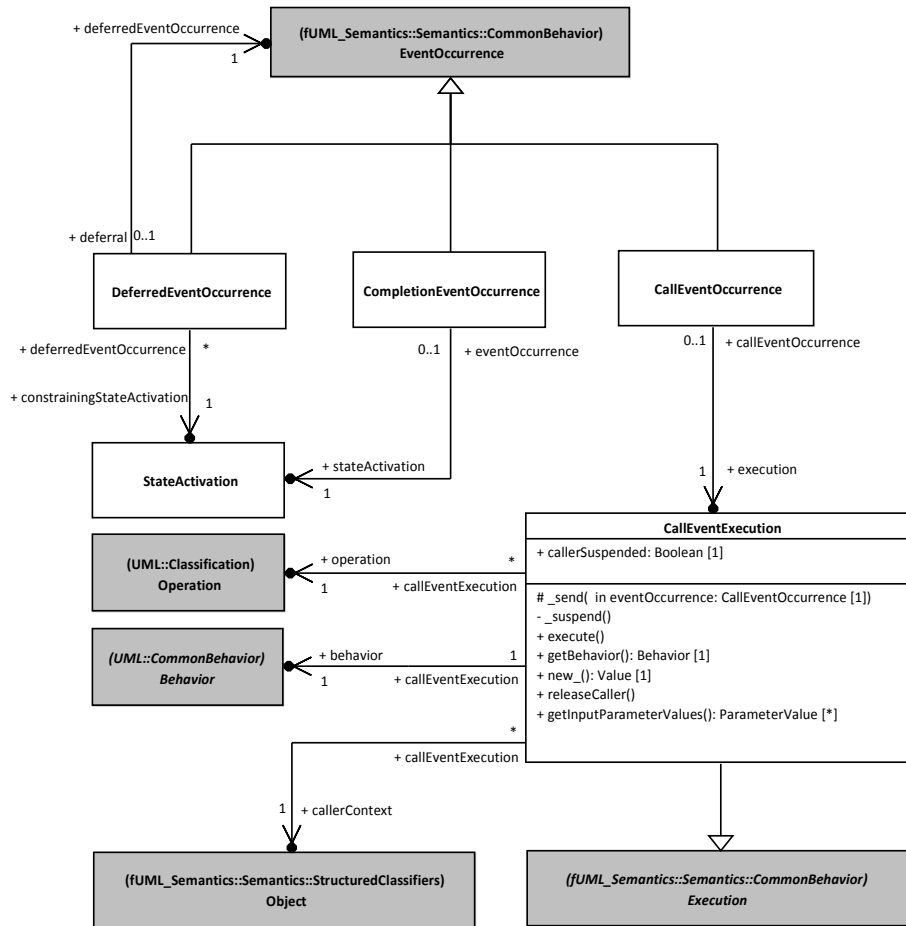 + deferredEventOccurrence
1
(fUML_Semantics::Semantics::CommonBehavior)
EventOccurrence
+ deferral
0..1
DeferredEventOccurrence
CompletionEventOccurrence
CallEventOccurrence
+ deferredEventOccurrence
*
0..1
+ eventOccurrence
0..1
+ callEventOccurrence
+ constrainingStateActivation
1
StateActivation
+ stateActivation
1
1
+ execution
CallEventExecution
+ callerSuspended: Boolean [1]
# _send(  in eventOccurrence: CallEventOccurrence [1])
- _suspend()
+ execute()
+ getBehavior(): Behavior [1]
+ new_(): Value [1]
+ releaseCaller()
+ getInputParameterValues(): ParameterValue [*]
(UML::Classification)
Operation
+ operation
*
1
+ callEventExecution
(UML::CommonBehavior)
Behavior
+ behavior
1
1
+ callEventExecution
*
+ callEventExecution
1
+ callerContext
(fUML_Semantics::Semantics::StructuredClassifiers)
Object
(fUML_Semantics::Semantics::CommonBehavior)
Execution